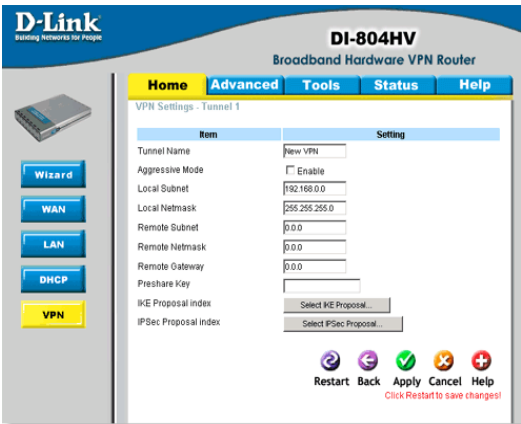 D-Link
Building Networks for People
DI-804HV
Broadband Hardware VPN Router
Home Advanced Tools Status Help
VPN Settings - Tunnel 1
Item Setting
Tunnel Name New VPN
Aggressive Mode Enable
Local Subnet 192.168.0.0
Local Netmask 255.255.255.0
Remote Subnet 0.0.0
Remote Netmask 0.0.0
Remote Gateway 0.0.0
Preshare Key
IKE Proposal index Select IKE Proposal...
IPSec Proposal index Select IPSec Proposal...
Wizard
WAN
LAN
DHCP
VPN
Restart Back Apply Cancel Help
Click Restart to save changes!